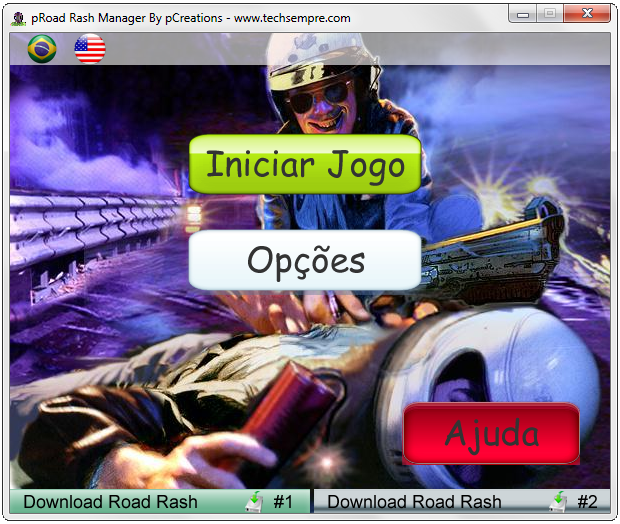 pRoad Rash Manager By pCreations - www.techsempre.com
Iniciar Jogo
Opções
Ajuda
Download Road Rash #1
Download Road Rash #2